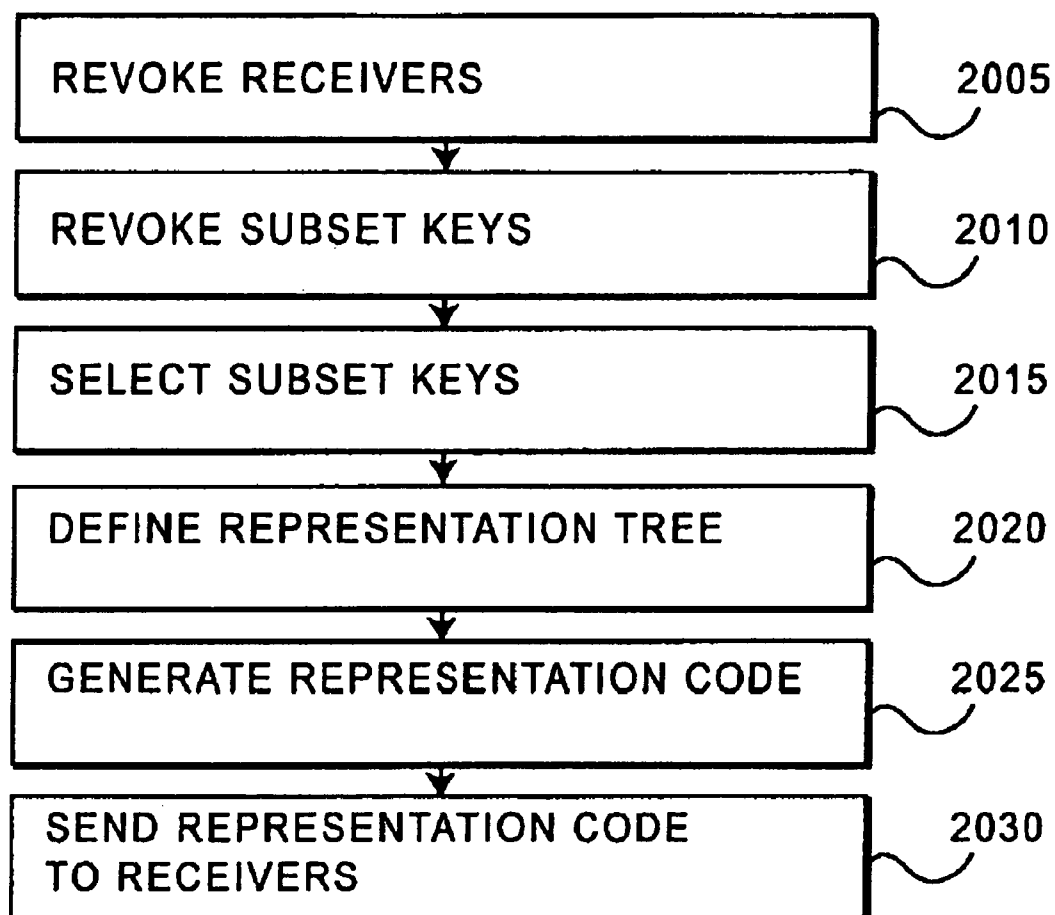 REVOKE RECEIVERS
2005
REVOKE SUBSET KEYS
2010
SELECT SUBSET KEYS
2015
DEFINE REPRESENTATION TREE
2020
GENERATE REPRESENTATION CODE
2025
SEND REPRESENTATION CODE
TO RECEIVERS
2030